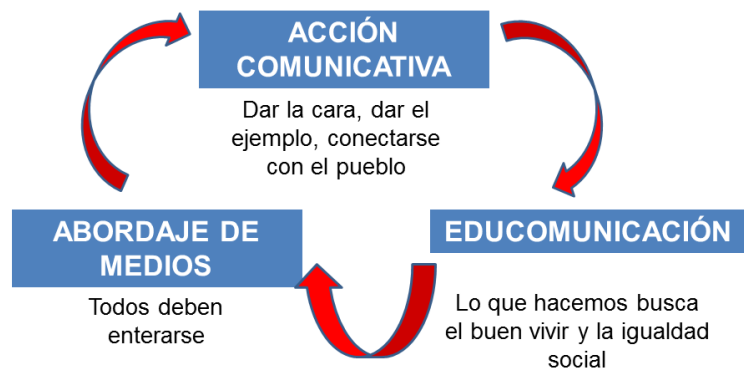 ACCIÓN
COMUNICATIVA
Dar la cara, dar el
ejemplo, conectarse
con el pueblo
ABORDAJE DE
MEDIOS
Todos deben
enterarse
EDUCOMUNICACIÓN
Lo que hacemos busca
el buen vivir y la igualdad
social